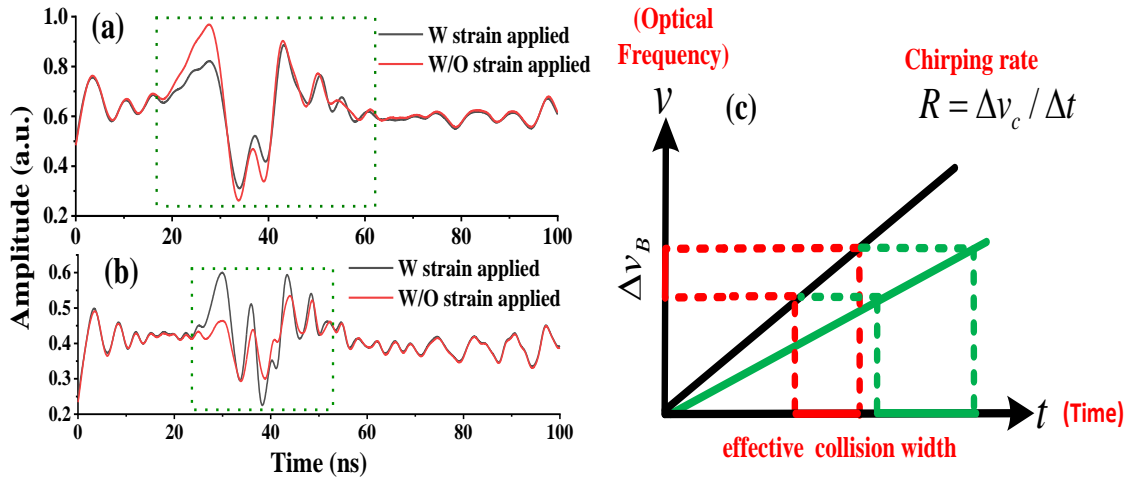 (a)
W strain applied
W/O strain applied
1.0
0.8
0.6
0.4
0.2
0 20 40 60 80 100
(b)
W strain applied
W/O strain applied
0.6
0.5
0.4
0.3
0.2
0 20 40 60 80 100
Amplitude (a.u.)
Time (ns)
(Optical
Frequency)
ν
(c)
Chirping rate
R = Δν_c / Δt
Δν_B
t (Time)
effective collision width